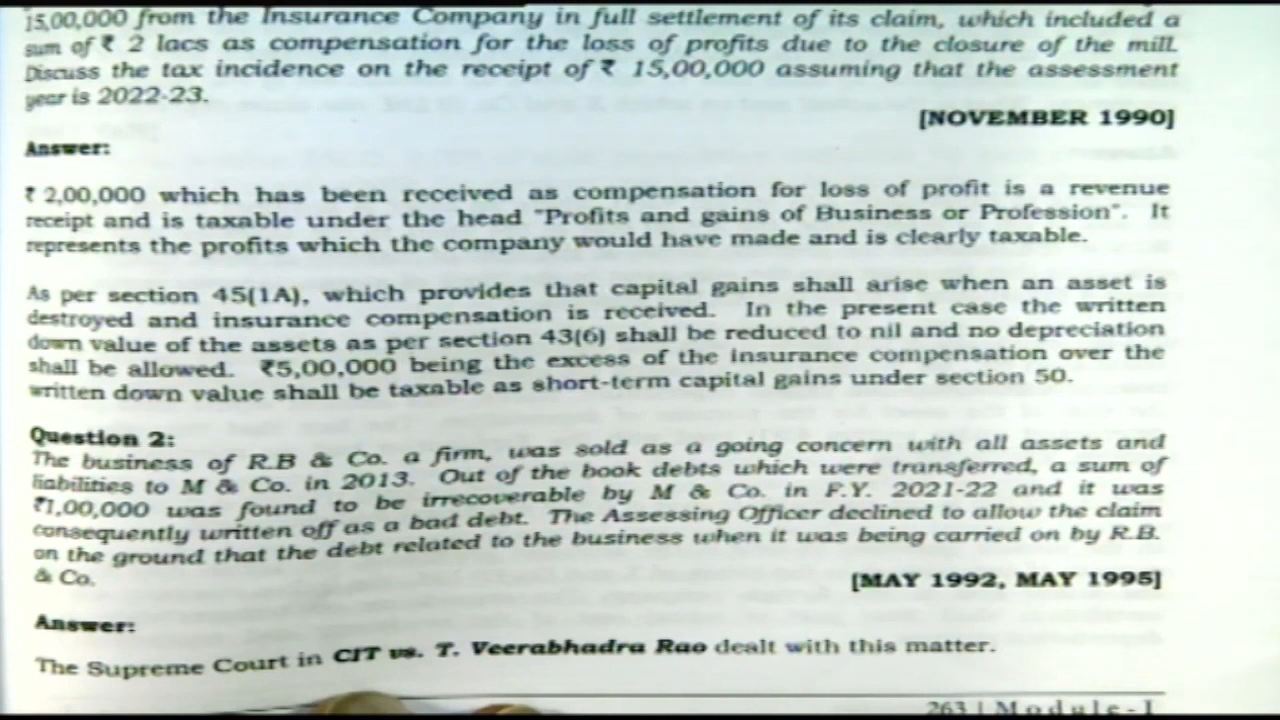 15,00,000 from the Insurance Company in full settlement of its claim, which included a
sum of ₹ 2 lacs as compensation for the loss of profits due to the closure of the mill.
Discuss the tax incidence on the receipt of ₹ 15,00,000 assuming that the assessment
year is 2022-23.
[NOVEMBER 1990]
Answer:
₹ 2,00,000 which has been received as compensation for loss of profit is a revenue
receipt and is taxable under the head "Profits and gains of Business or Profession". It
represents the profits which the company would have made and is clearly taxable.
As per section 45(1A), which provides that capital gains shall arise when an asset is
destroyed and insurance compensation is received. In the present case the written
down value of the assets as per section 43(6) shall be reduced to nil and no depreciation
shall be allowed. ₹5,00,000 being the excess of the insurance compensation over the
written down value shall be taxable as short-term capital gains under section 50.
Question 2:
The business of R.B & Co. a firm, was sold as a going concern with all assets and
liabilities to M & Co. in 2013. Out of the book debts which were transferred, a sum of
₹1,00,000 was found to be irrecoverable by M & Co. in F.Y. 2021-22 and it was
consequently written off as a bad debt. The Assessing Officer declined to allow the claim
on the ground that the debt related to the business when it was being carried on by R.B.
& Co.
[MAY 1992, MAY 1995]
Answer:
The Supreme Court in CIT vs. T. Veerabhadra Rao dealt with this matter.
263 | Module-I